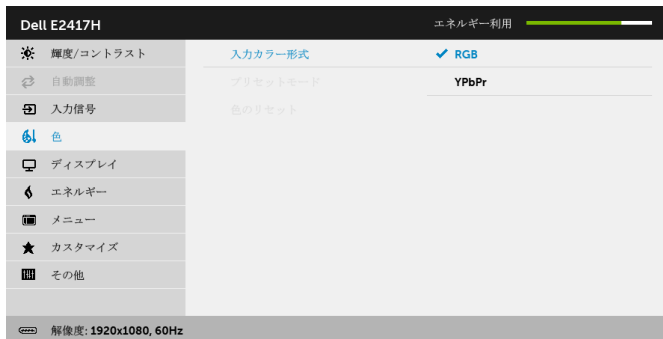 Dell E2417H
エネルギー利用
輝度/コントラスト
自動調整
入力信号
色
ディスプレイ
エネルギー
メニュー
カスタマイズ
その他
入力カラー形式
プリセットモード
色のリセット
RGB
YPbPr
解像度: 1920x1080, 60Hz